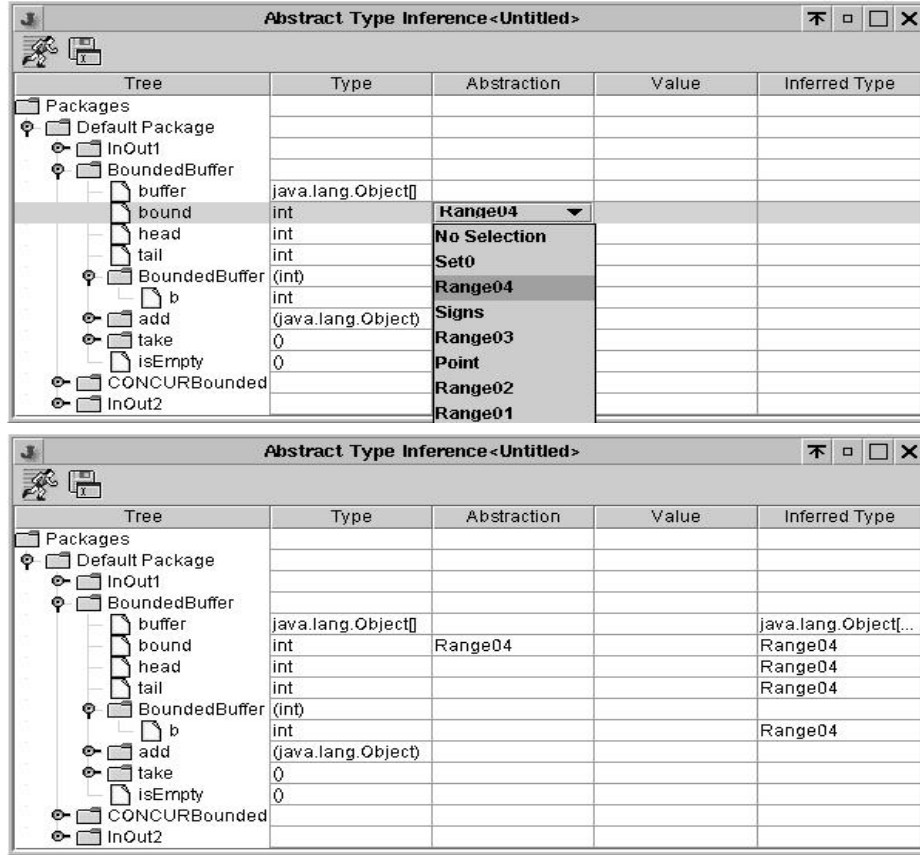 Abstract Type Inference<Untitled>
Tree Type Abstraction Value Inferred Type
Packages
Default Package
InOut1
BoundedBuffer
buffer java.lang.Object[]
bound int Range04
head int No Selection
tail int Set0
BoundedBuffer (int) Range04
b int Signs
add (java.lang.Object) Range03
take () Point
isEmpty () Range02
CONCURBounded
InOut2 Range01
Abstract Type Inference<Untitled>
Tree Type Abstraction Value Inferred Type
Packages
Default Package
InOut1
BoundedBuffer
buffer java.lang.Object[] java.lang.Object[...
bound int Range04 Range04
head int Range04
tail int Range04
BoundedBuffer (int)
b int Range04
add (java.lang.Object)
take ()
isEmpty ()
CONCURBounded
InOut2